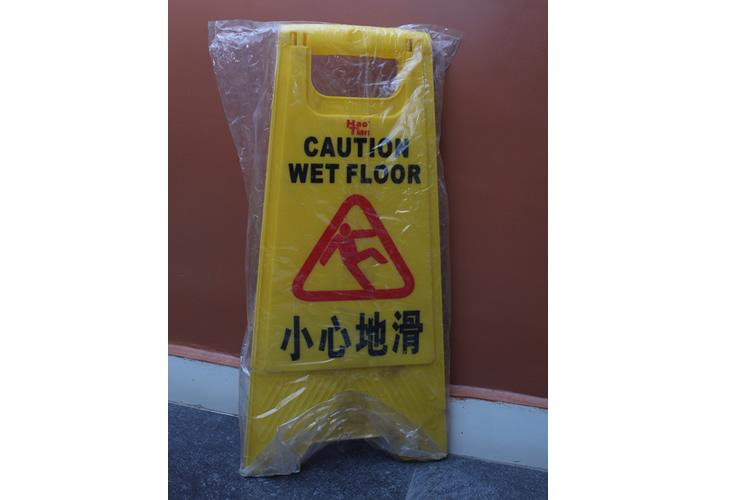 Hao
Tian
CAUTION
WET FLOOR
小心地滑